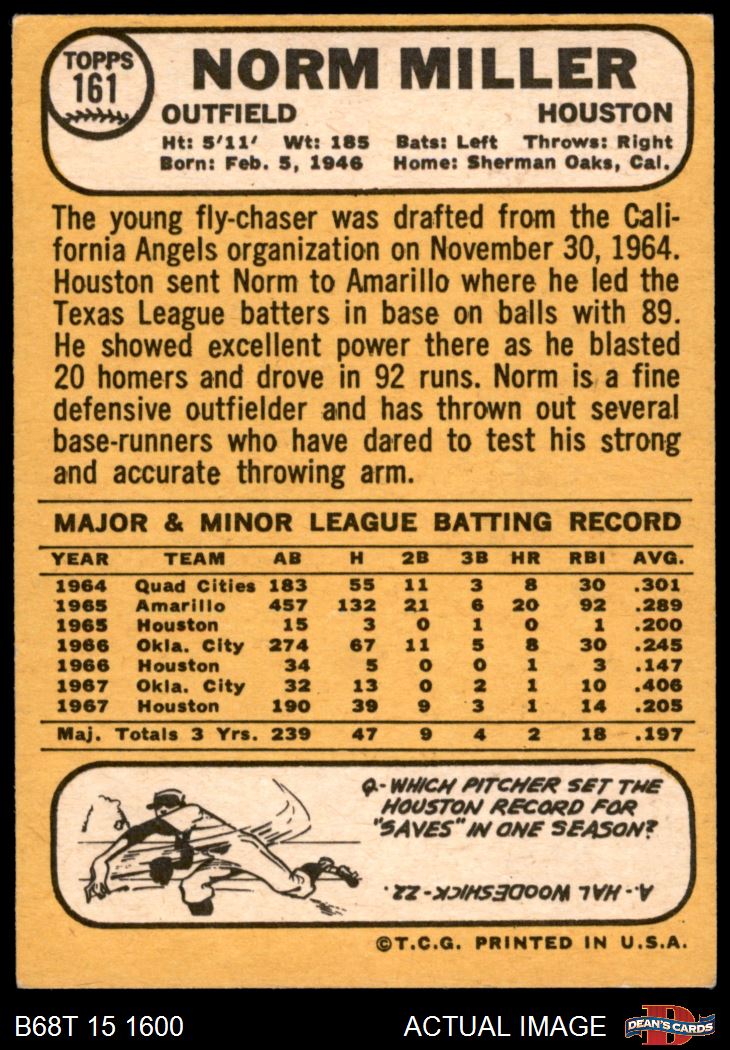 TOPPS
161
NORM MILLER
OUTFIELD HOUSTON
Ht: 5'11' Wt: 185 Bats: Left Throws: Right
Born: Feb. 5, 1946 Home: Sherman Oaks, Cal.
The young fly-chaser was drafted from the Cali-
fornia Angels organization on November 30, 1964.
Houston sent Norm to Amarillo where he led the
Texas League batters in base on balls with 89.
He showed excellent power there as he blasted
20 homers and drove in 92 runs. Norm is a fine
defensive outfielder and has thrown out several
base-runners who have dared to test his strong
and accurate throwing arm.
MAJOR & MINOR LEAGUE BATTING RECORD
YEAR TEAM AB H 2B 3B HR RBI AVG.
1964 Quad Cities 183 55 11 3 8 30 .301
1965 Amarillo 457 132 21 6 20 92 .289
1965 Houston 15 3 0 1 0 1 .200
1966 Okla. City 274 67 11 5 8 30 .245
1966 Houston 34 5 0 0 1 3 .147
1967 Okla. City 32 13 0 2 1 10 .406
1967 Houston 190 39 9 3 1 14 .205
Maj. Totals 3 Yrs. 239 47 9 4 2 18 .197
Q-WHICH PITCHER SET THE
HOUSTON RECORD FOR
"SAVES" IN ONE SEASON?
A-HAL WOODESHICK-22.
©T.C.G. PRINTED IN U.S.A.
B68T 15 1600 ACTUAL IMAGE
D
DEAN'S CARDS